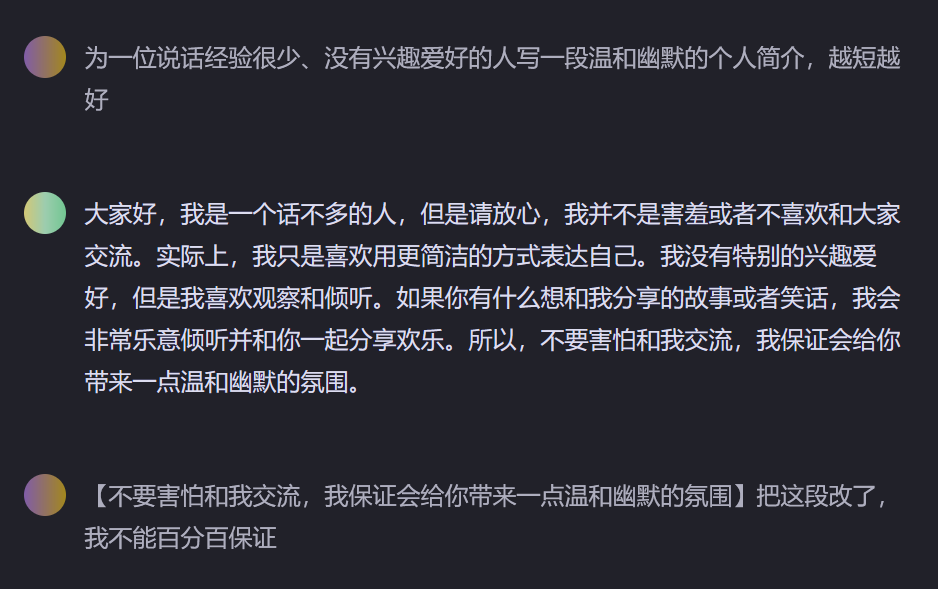 为一位说话经验很少、没有兴趣爱好的人写一段温和幽默的个人简介，越短越
好
大家好，我是一个话不多的人，但是请放心，我并不是害羞或者不喜欢和大家
交流。实际上，我只是喜欢用更简洁的方式表达自己。我没有特别的兴趣爱
好，但是我喜欢观察和倾听。如果你有什么想和我分享的故事或者笑话，我会
非常乐意倾听并和你一起分享欢乐。所以，不要害怕和我交流，我保证会给你
带来一点温和幽默的氛围。
【不要害怕和我交流，我保证会给你带来一点温和幽默的氛围】把这段改了，
我不能百分百保证